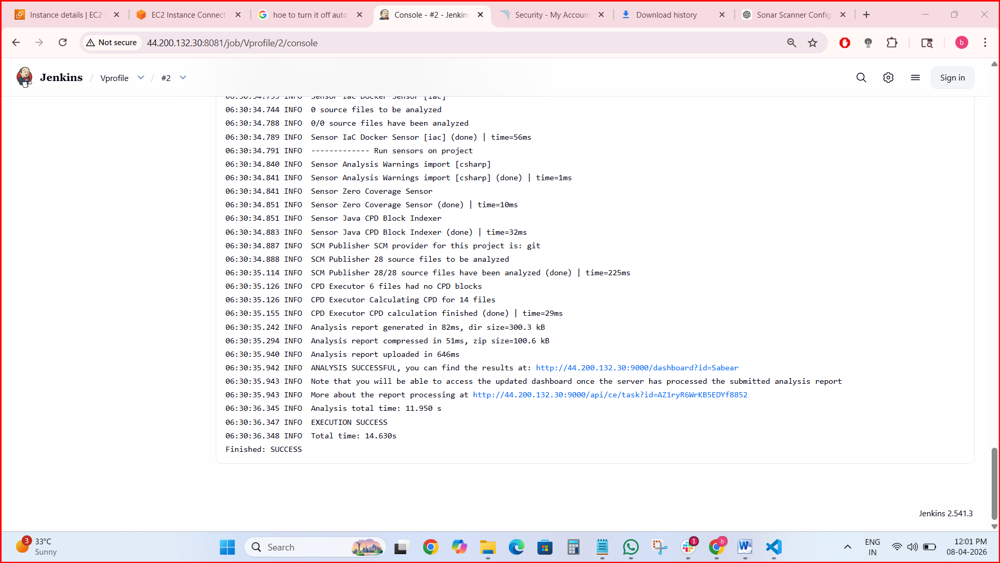 Instance details | EC2
EC2 Instance Connect
hoe to turn it off auto
Console - #2 - Jenkins
Security - My Account
Download history
Sonar Scanner Config
Not secure
44.200.132.30:8081/job/Vprofile/2/console
b
Jenkins / Vprofile / #2
Sign in
06:30:34.733 INFO Sensor IaC Docker Sensor [iac]
06:30:34.744 INFO 0 source files to be analyzed
06:30:34.788 INFO 0/0 source files have been analyzed
06:30:34.789 INFO Sensor IaC Docker Sensor [iac] (done) | time=56ms
06:30:34.791 INFO ------------- Run sensors on project
06:30:34.840 INFO Sensor Analysis Warnings import [csharp]
06:30:34.841 INFO Sensor Analysis Warnings import [csharp] (done) | time=1ms
06:30:34.841 INFO Sensor Zero Coverage Sensor
06:30:34.851 INFO Sensor Zero Coverage Sensor (done) | time=10ms
06:30:34.851 INFO Sensor Java CPD Block Indexer
06:30:34.883 INFO Sensor Java CPD Block Indexer (done) | time=32ms
06:30:34.887 INFO SCM Publisher SCM provider for this project is: git
06:30:34.888 INFO SCM Publisher 28 source files to be analyzed
06:30:35.114 INFO SCM Publisher 28/28 source files have been analyzed (done) | time=225ms
06:30:35.126 INFO CPD Executor 6 files had no CPD blocks
06:30:35.126 INFO CPD Executor Calculating CPD for 14 files
06:30:35.155 INFO CPD Executor CPD calculation finished (done) | time=29ms
06:30:35.242 INFO Analysis report generated in 82ms, dir size=300.3 kB
06:30:35.294 INFO Analysis report compressed in 51ms, zip size=100.6 kB
06:30:35.940 INFO Analysis report uploaded in 646ms
06:30:35.942 INFO ANALYSIS SUCCESSFUL, you can find the results at: http://44.200.132.30:9000/dashboard?id=Sabear
06:30:35.943 INFO Note that you will be able to access the updated dashboard once the server has processed the submitted analysis report
06:30:35.943 INFO More about the report processing at http://44.200.132.30:9000/api/ce/task?id=AZ1ryR6WrKB5EDYf8852
06:30:36.345 INFO Analysis total time: 11.950 s
06:30:36.347 INFO EXECUTION SUCCESS
06:30:36.348 INFO Total time: 14.630s
Finished: SUCCESS
Jenkins 2.541.3
3
33°C
Sunny
Search
1
b
ENG
IN
12:01 PM
08-04-2026